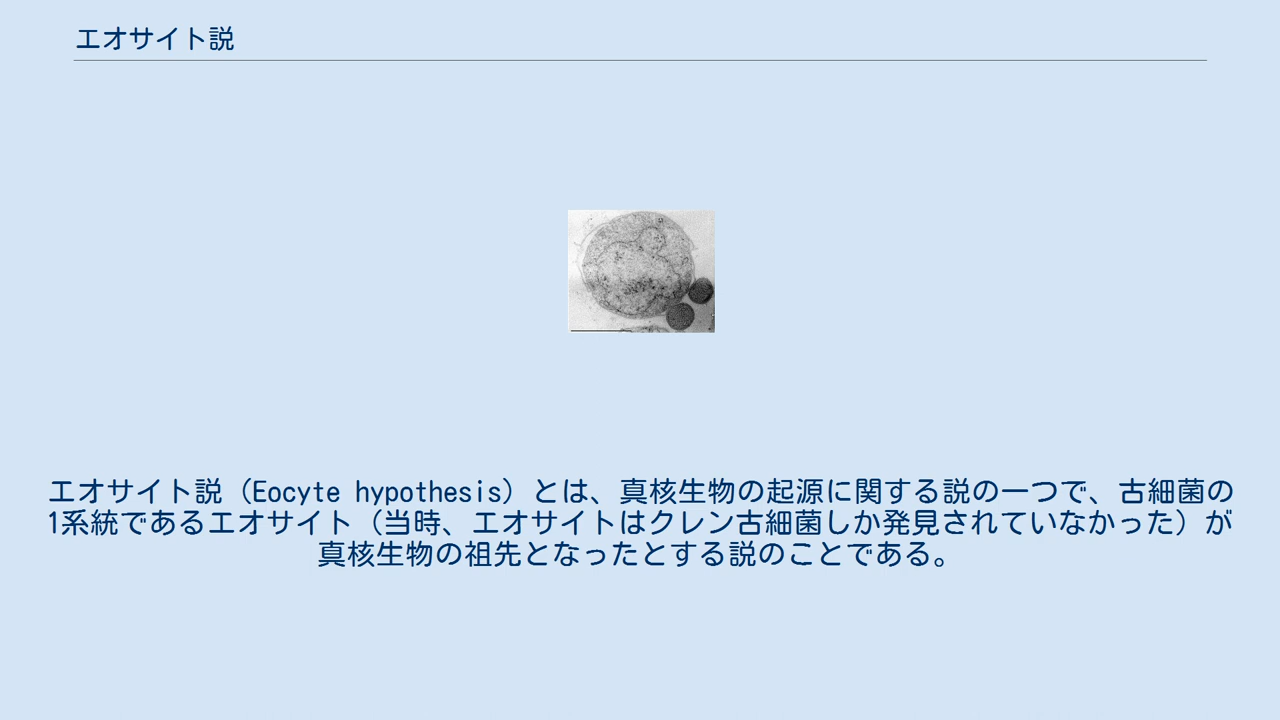 エオサイト説
エオサイト説（Eocyte hypothesis）とは、真核生物の起源に関する説の一つで、古細菌の
1系統であるエオサイト（当時、エオサイトはクレン古細菌しか発見されていなかった）が
真核生物の祖先となったとする説のことである。